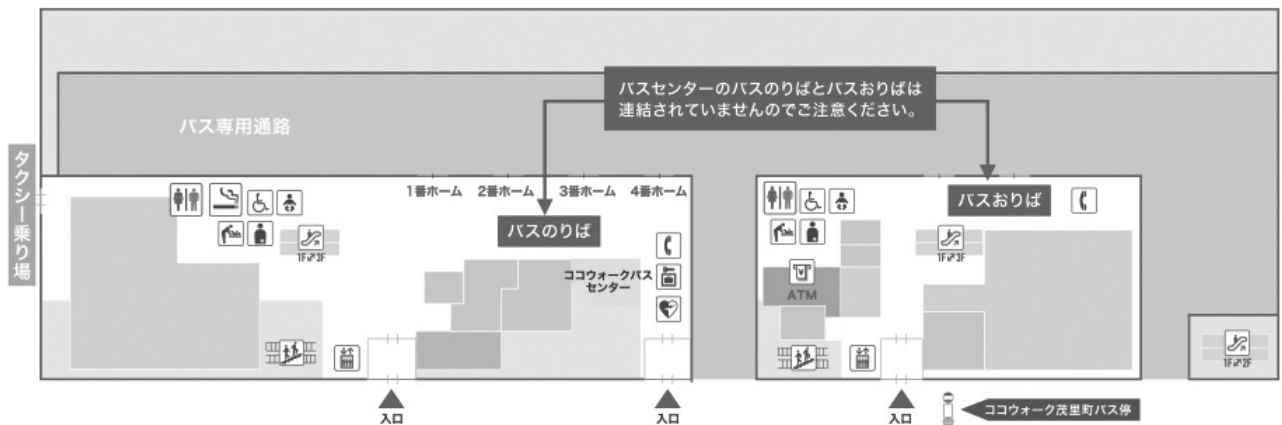 バスセンターのバスのりばとバスおりばは
連結されていませんのでご注意ください。
バス専用通路
タクシー乗り場
1番ホーム
2番ホーム
3番ホーム
4番ホーム
バスのりば
バスおりば
1F⇄3F
1F⇄3F
ココウォークバス
センター
ATM
1F⇄2F
入口
入口
入口
ココウォーク茂里町バス停